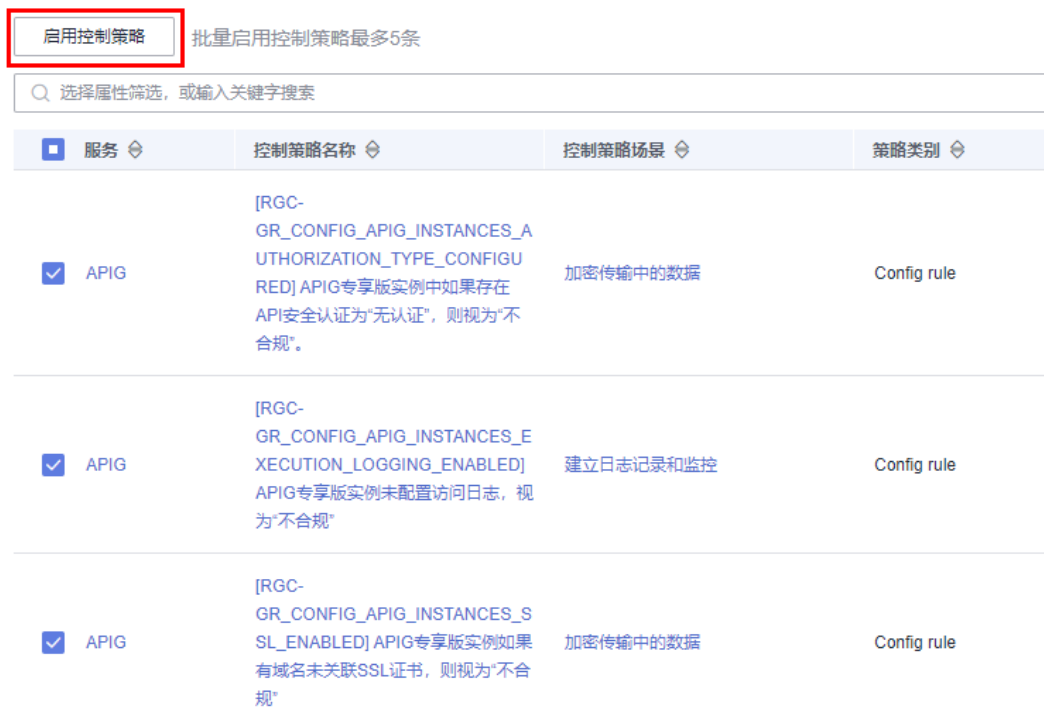 启用控制策略 批量启用控制策略最多5条
选择属性筛选，或输入关键字搜索
服务 控制策略名称 控制策略场景 策略类别
[RGC-
GR_CONFIG_APIG_INSTANCES_A
UTHORIZATION_TYPE_CONFIGU
RED] APIG专享版实例中如果存在
API安全认证为“无认证”，则视为“不
合规”。
APIG 加密传输中的数据 Config rule
[RGC-
GR_CONFIG_APIG_INSTANCES_E
XECUTION_LOGGING_ENABLED]
APIG专享版实例未配置访问日志，视
为“不合规”
APIG 建立日志记录和监控 Config rule
[RGC-
GR_CONFIG_APIG_INSTANCES_S
SL_ENABLED] APIG专享版实例如果
有域名未关联SSL证书，则视为“不合
规”
APIG 加密传输中的数据 Config rule